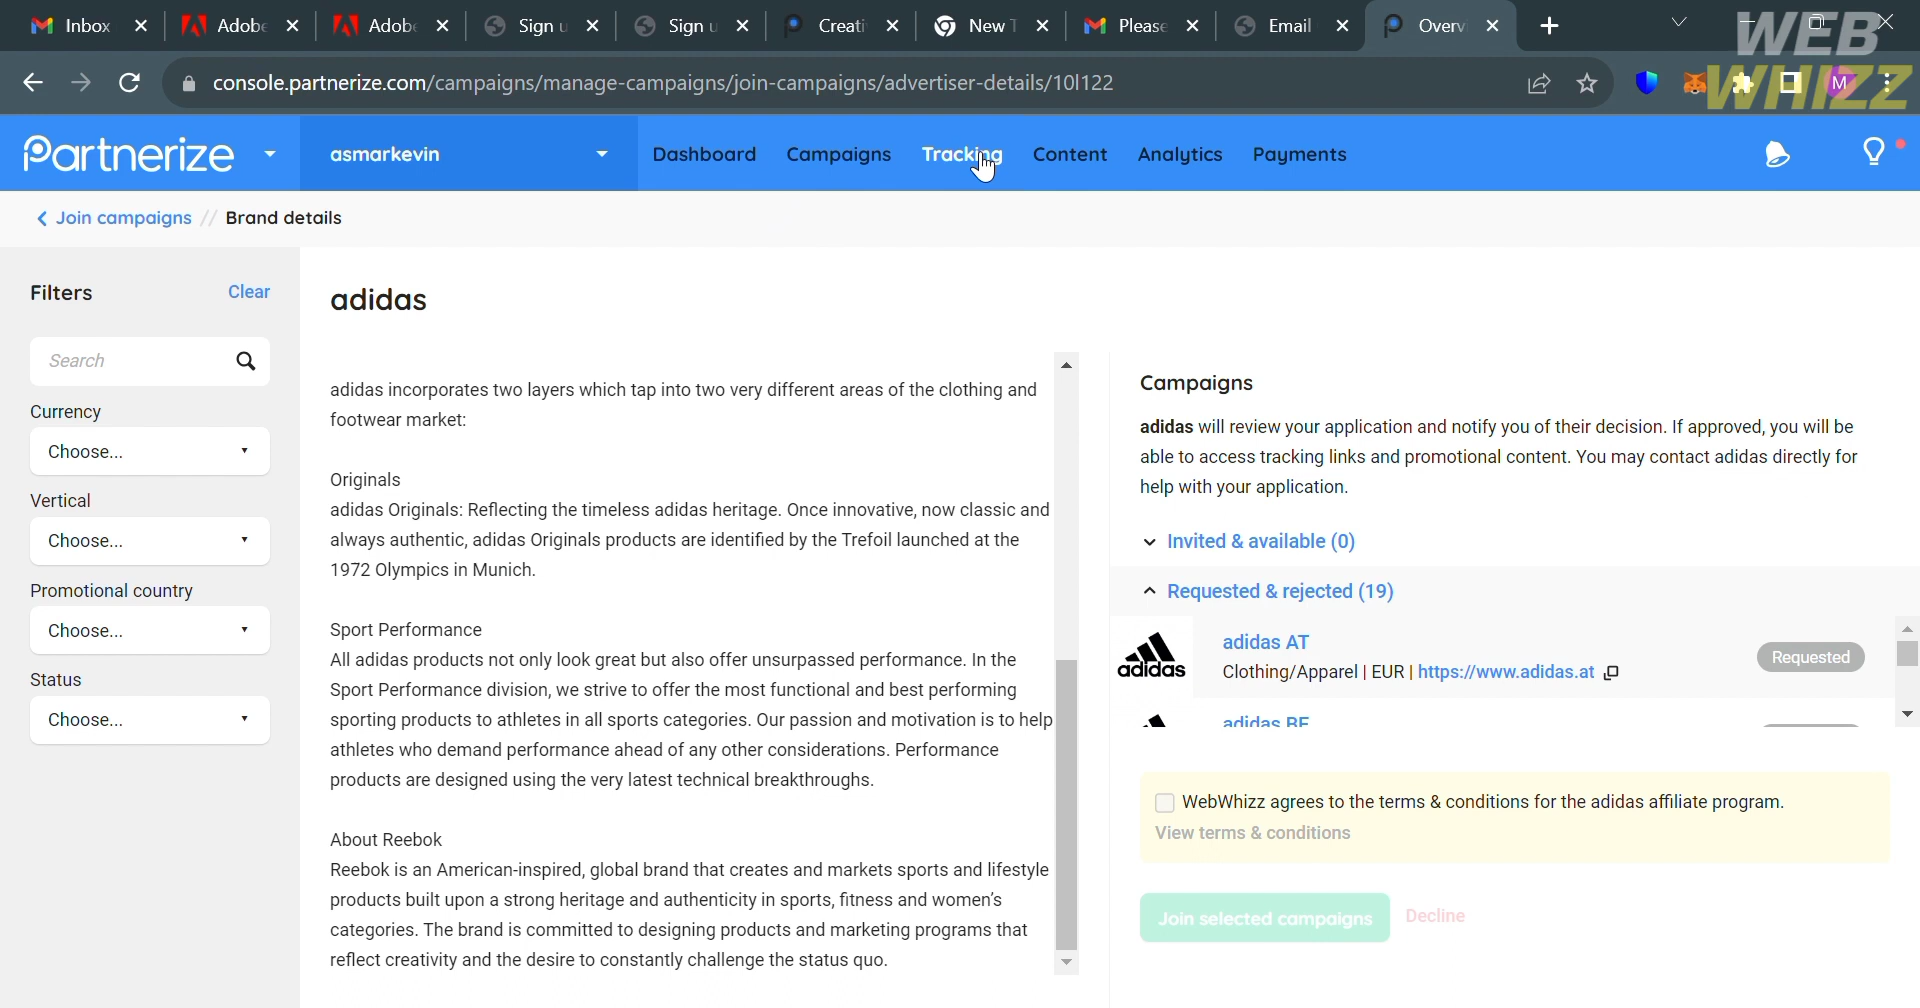 Inbox
Adobe
Adobe
Sign u
Sign u
Creati
New T
Please
Email
Overv
WEB
WHIZZ
console.partnerize.com/campaigns/manage-campaigns/join-campaigns/advertiser-details/10l122
M
Partnerize
asmarkevin
Dashboard
Campaigns
Tracking
Content
Analytics
Payments
Join campaigns // Brand details
Filters
Clear
Search
Currency
Choose...
Vertical
Choose...
Promotional country
Choose...
Status
Choose...
adidas
adidas incorporates two layers which tap into two very different areas of the clothing and
footwear market:
Originals
adidas Originals: Reflecting the timeless adidas heritage. Once innovative, now classic and
always authentic, adidas Originals products are identified by the Trefoil launched at the
1972 Olympics in Munich.
Sport Performance
All adidas products not only look great but also offer unsurpassed performance. In the
Sport Performance division, we strive to offer the most functional and best performing
sporting products to athletes in all sports categories. Our passion and motivation is to help
athletes who demand performance ahead of any other considerations. Performance
products are designed using the very latest technical breakthroughs.
About Reebok
Reebok is an American-inspired, global brand that creates and markets sports and lifestyle
products built upon a strong heritage and authenticity in sports, fitness and women's
categories. The brand is committed to designing products and marketing programs that
reflect creativity and the desire to constantly challenge the status quo.
Campaigns
adidas will review your application and notify you of their decision. If approved, you will be
able to access tracking links and promotional content. You may contact adidas directly for
help with your application.
Invited & available (0)
Requested & rejected (19)
adidas
adidas AT
Clothing/Apparel | EUR | https://www.adidas.at
Requested
adidas BE
WebWhizz agrees to the terms & conditions for the adidas affiliate program.
View terms & conditions
Join selected campaigns
Decline